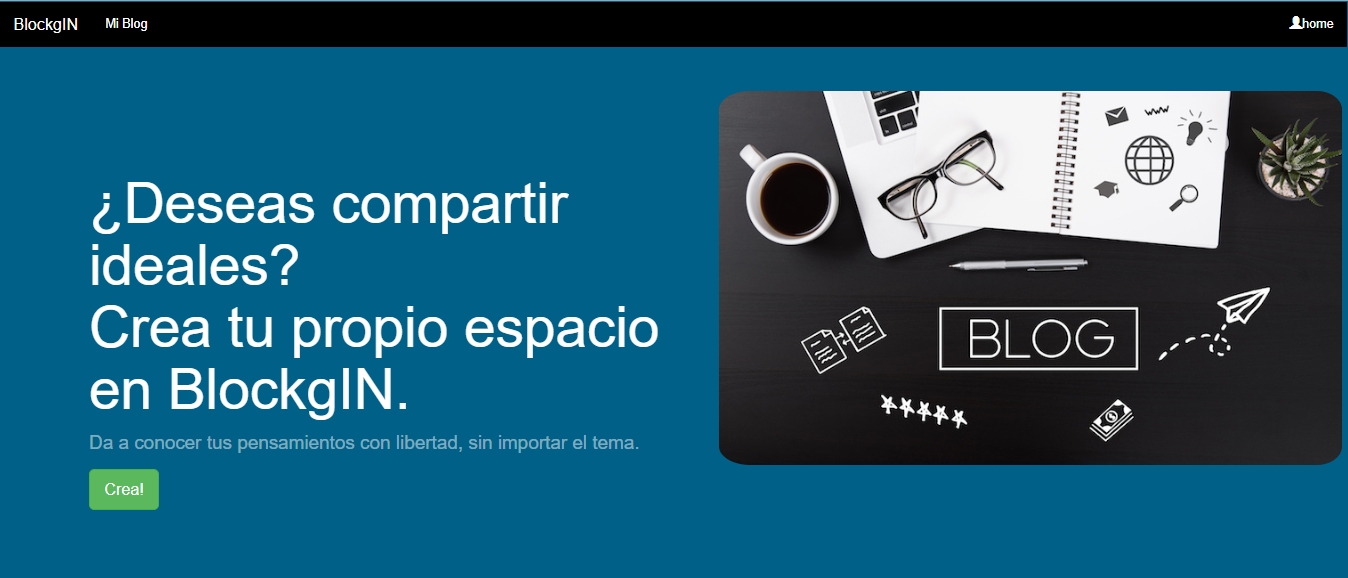 BlockgIN
Mi Blog
home
¿Deseas compartir
ideales?
Crea tu propio espacio
en BlockgIN.
Da a conocer tus pensamientos con libertad, sin importar el tema.
Crea!
www
BLOG